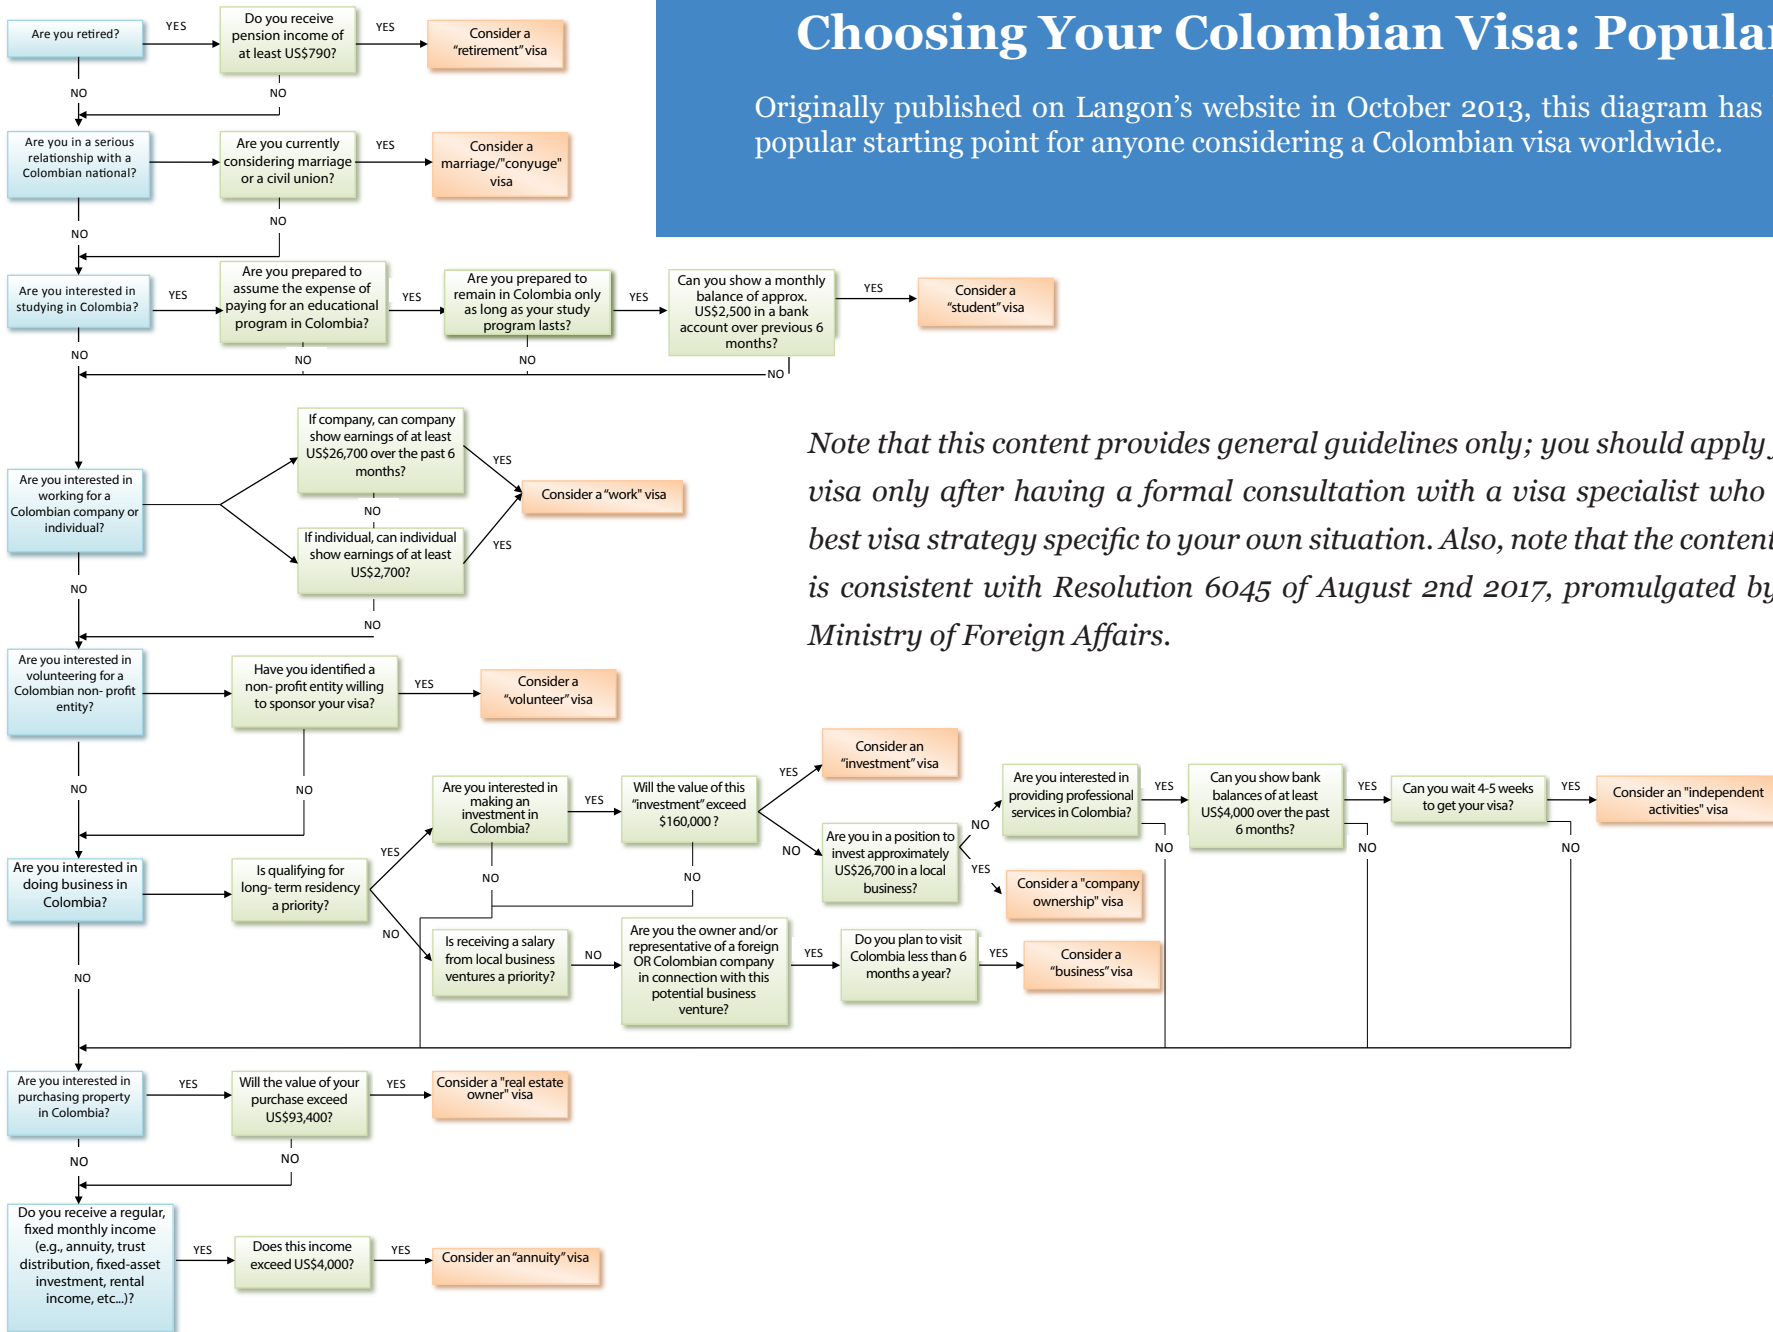 Choosing Your Colombian Visa: Popular
Originally published on Langon's website in October 2013, this diagram has
popular starting point for anyone considering a Colombian visa worldwide.
Are you retired?
YES
Do you receive
pension income of
at least US$790?
YES
Consider a
"retirement" visa
NO
NO
Are you in a serious
relationship with a
Colombian national?
Are you currently
considering marriage
or a civil union?
YES
Consider a
marriage/"conyuge"
visa
NO
NO
Are you interested in
studying in Colombia?
YES
Are you prepared to
assume the expense of
paying for an educational
program in Colombia?
YES
Are you prepared to
remain in Colombia only
as long as your study
program lasts?
YES
Can you show a monthly
balance of approx.
US$2,500 in a bank
account over previous 6
months?
YES
Consider a
"student" visa
NO
NO
NO
NO
Note that this content provides general guidelines only; you should apply
visa only after having a formal consultation with a visa specialist who
best visa strategy specific to your own situation. Also, note that the content
is consistent with Resolution 6045 of August 2nd 2017, promulgated by
Ministry of Foreign Affairs.
Are you interested in
working for a
Colombian company or
individual?
If company, can company
show earnings of at least
US$26,700 over the past 6
months?
YES
NO
If individual, can individual
show earnings of at least
US$2,700?
YES
Consider a "work" visa
NO
NO
Are you interested in
volunteering for a
Colombian non- profit
entity?
Have you identified a
non- profit entity willing
to sponsor your visa?
YES
Consider a
"volunteer" visa
NO
NO
Are you interested in
doing business in
Colombia?
Is qualifying for
long- term residency
a priority?
YES
Are you interested in
making an
investment in
Colombia?
YES
Will the value of this
"investment" exceed
$160,000 ?
YES
Consider an
"investment" visa
NO
Are you in a position to
invest approximately
US$26,700 in a local
business?
NO
Are you interested in
providing professional
services in Colombia?
YES
Can you show bank
balances of at least
US$4,000 over the past
6 months?
YES
Can you wait 4-5 weeks
to get your visa?
YES
Consider an "independent
activities" visa
NO
NO
NO
YES
Consider a "company
ownership" visa
NO
NO
NO
Is receiving a salary
from local business
ventures a priority?
NO
Are you the owner and/or
representative of a foreign
OR Colombian company
in connection with this
potential business
venture?
YES
Do you plan to visit
Colombia less than 6
months a year?
YES
Consider a
"business" visa
NO
Are you interested in
purchasing property
in Colombia?
YES
Will the value of your
purchase exceed
US$93,400?
YES
Consider a "real estate
owner" visa
NO
NO
Do you receive a regular,
fixed monthly income
(e.g., annuity, trust
distribution, fixed-asset
investment, rental
income, etc...)?
YES
Does this income
exceed US$4,000?
YES
Consider an "annuity" visa